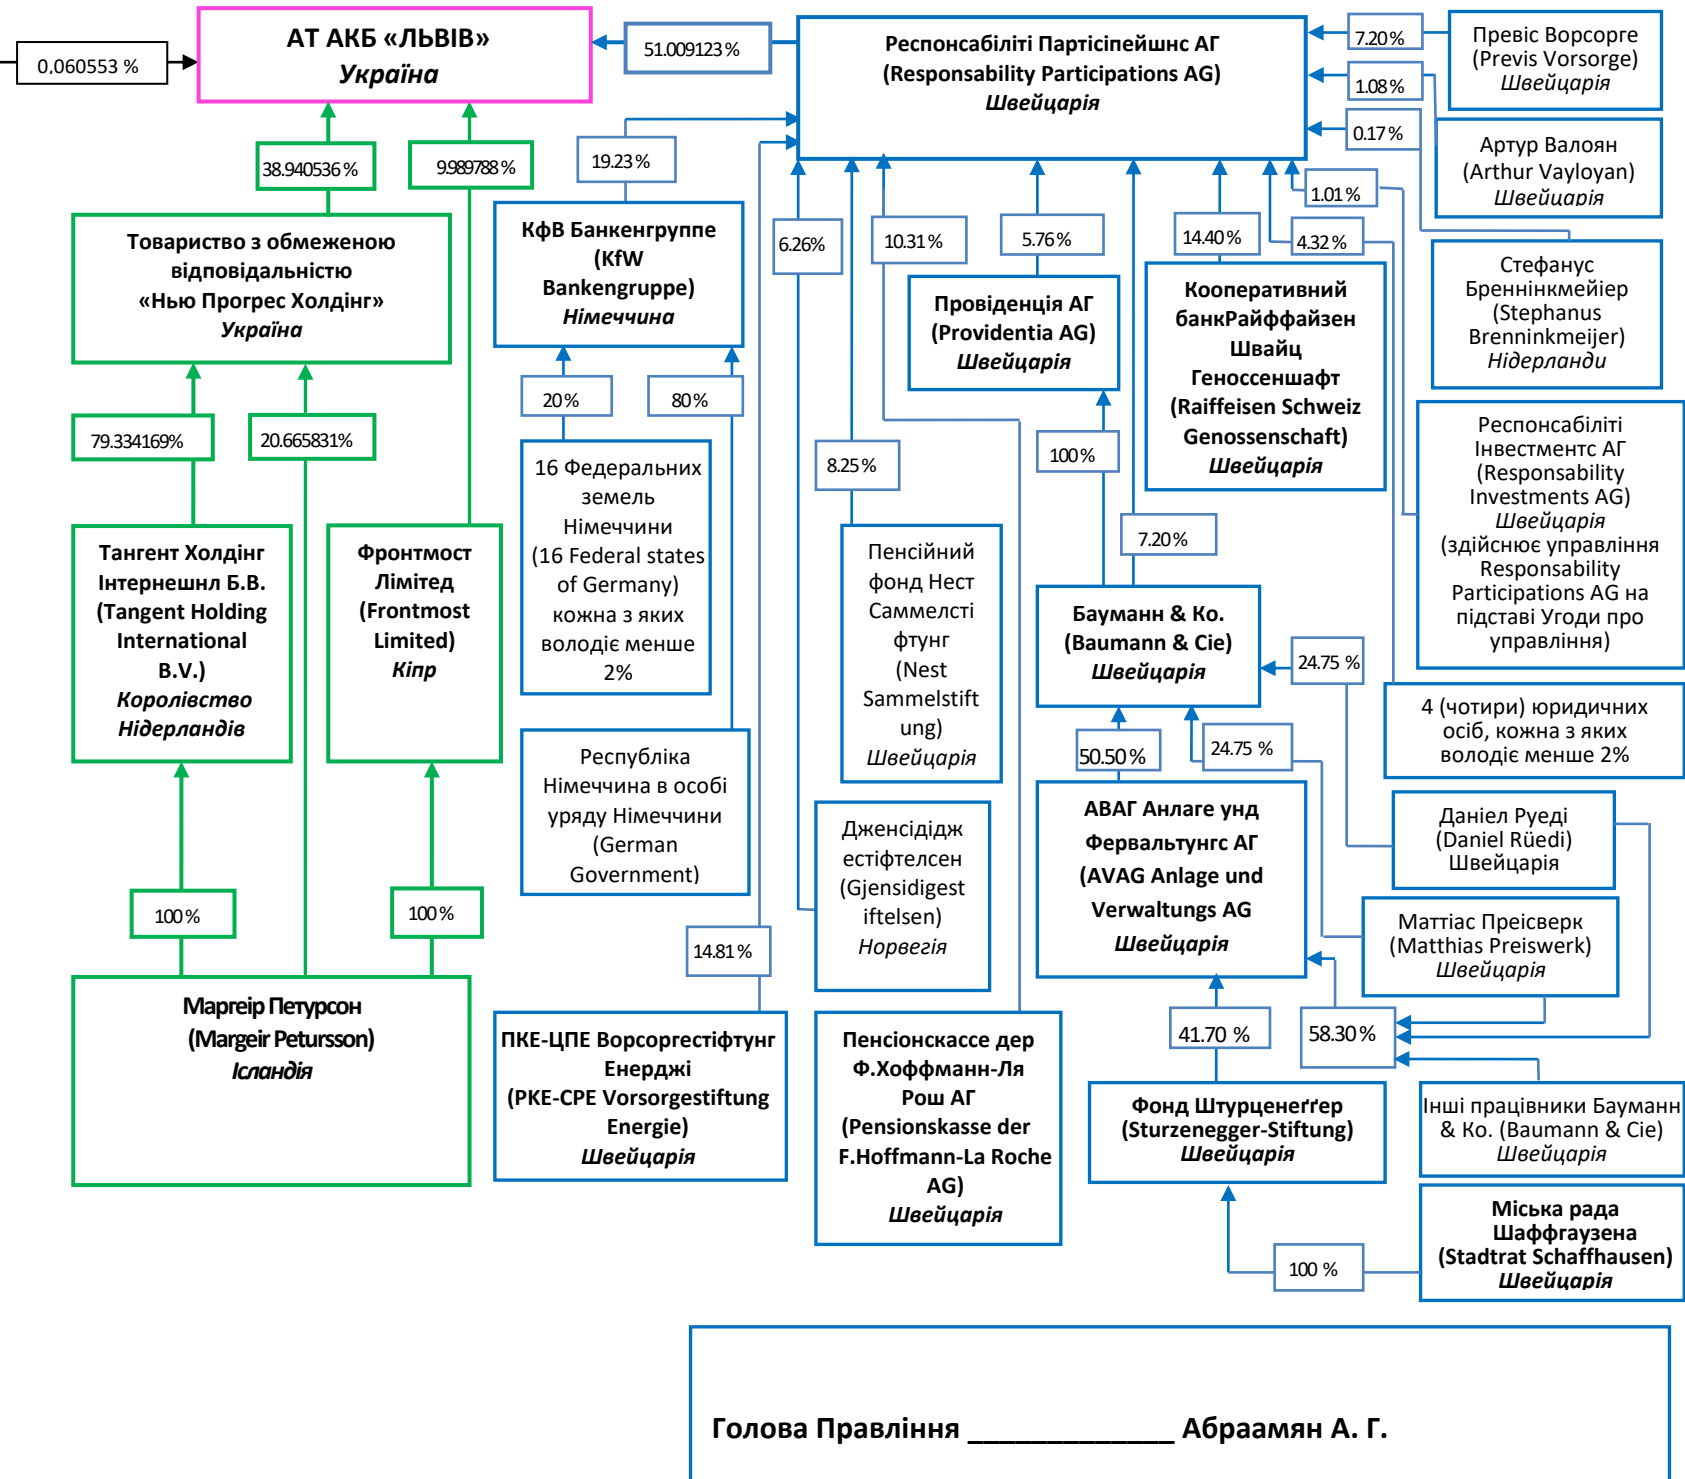 АТ АКБ «ЛЬВІВ»
Україна
0,060553 %
51.009123 %
Респонсабіліті Партісіпейшнс АГ
(Responsability Participations AG)
Швейцарія
7.20 %
Превіс Ворсорге
(Previs Vorsorge)
Швейцарія
1.08 %
0.17 %
Артур Валоян
(Arthur Vayloyan)
Швейцарія
38.940536 %
9.989788 %
19.23 %
1.01 %
Товариство з обмеженою
відповідальністю
«Нью Прогрес Холдінг»
Україна
КфВ Банкенгруппе
(KfW
Bankengruppe)
Німеччина
6.26%
10.31 %
5.76 %
14.40 %
4.32 %
Провіденція АГ
(Providentia AG)
Швейцарія
Кооперативний
банкРайффайзен
Швайц
Геноссеншафт
(Raiffeisen Schweiz
Genossenschaft)
Швейцарія
Стефанус
Бреннінкмейіер
(Stephanus
Brenninkmeijer)
Нідерланди
20 %
80 %
79.334169%
20.665831%
100 %
8.25 %
16 Федеральних
земель
Німеччини
(16 Federal states
of Germany)
кожна з яких
володіє менше
2%
Респонсабіліті
Інвестментс АГ
(Responsability
Investments AG)
Швейцарія
(здійснює управління
Responsability
Participations AG на
підставі Угоди про
управління)
7.20 %
Тангент Холдінг
Інтернешнл Б.В.
(Tangent Holding
International
B.V.)
Королівство
Нідерландів
Фронтмост
Лімітед
(Frontmost
Limited)
Кіпр
Пенсійний
фонд Нест
Саммелсті
фтунг
(Nest
Sammelstift
ung)
Швейцарія
Бауманн & Ко.
(Baumann & Cie)
Швейцарія
24.75 %
50.50 %
24.75 %
4 (чотири) юридичних
осіб, кожна з яких
володіє менше 2%
Республіка
Німеччина в особі
уряду Німеччини
(German
Government)
Дженсідідж
естіфтелсен
(Gjensidigest
iftelsen)
Норвегія
АВАГ Анлаге унд
Фервальтунгс АГ
(AVAG Anlage und
Verwaltungs AG
Швейцарія
Даніел Руеді
(Daniel Rüedi)
Швейцарія
100 %
100 %
14.81 %
Маттіас Преісверк
(Matthias Preiswerk)
Швейцарія
Маргеір Петурсон
(Margeir Petursson)
Ісландія
ПКЕ-ЦПЕ Ворсоргестіфтунг
Енерджі
(PKE-CPE Vorsorgestiftung
Energie)
Швейцарія
Пенсіонскассе дер
Ф.Хоффманн-Ля
Рош АГ
(Pensionskasse der
F.Hoffmann-La Roche
AG)
Швейцарія
41.70 %
58.30 %
Фонд Штурценеґґер
(Sturzenegger-Stiftung)
Швейцарія
Інші працівники Бауманн
& Ко. (Baumann & Cie)
Швейцарія
100 %
Міська рада
Шаффгаузена
(Stadtrat Schaffhausen)
Швейцарія
Голова Правління _____________ Абраамян А. Г.